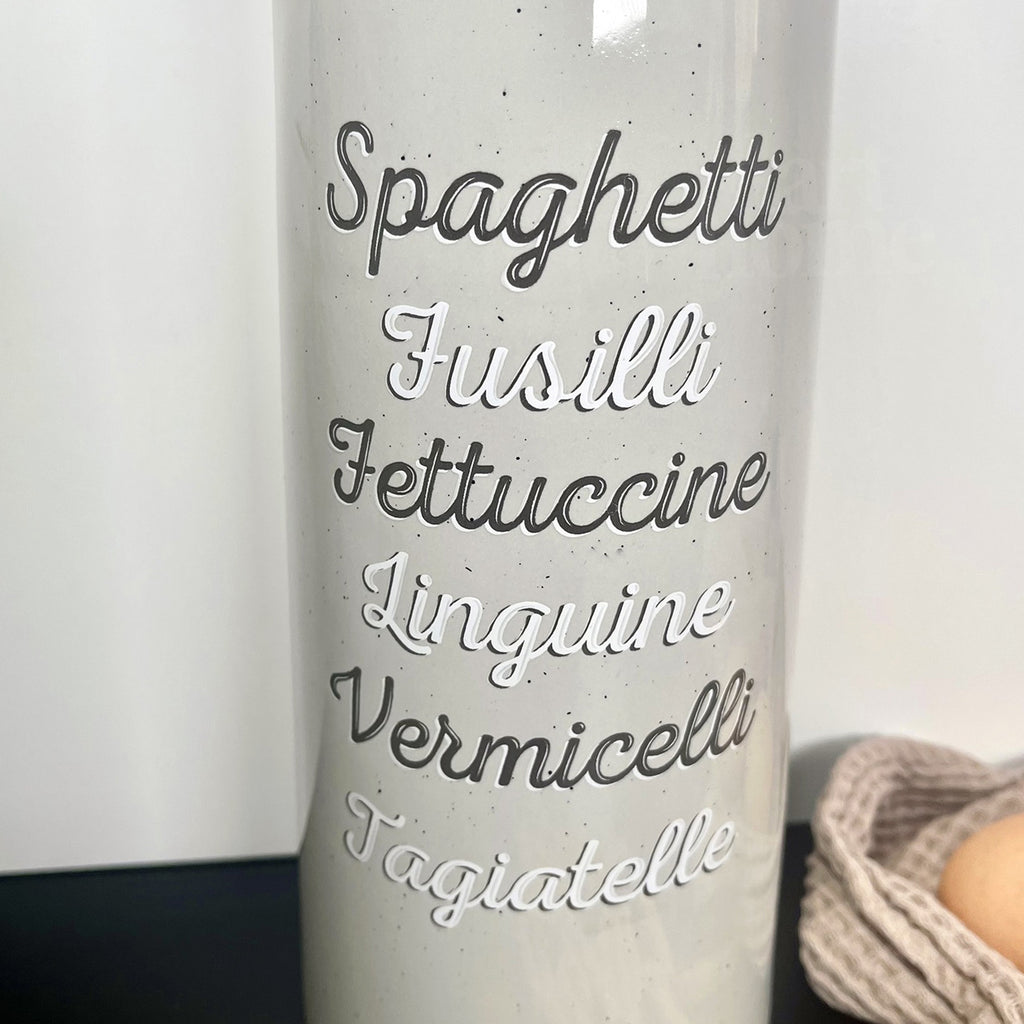 Spaghetti
Fusilli
Fettuccine
Linguine
Vermicelli
Tagiatelle